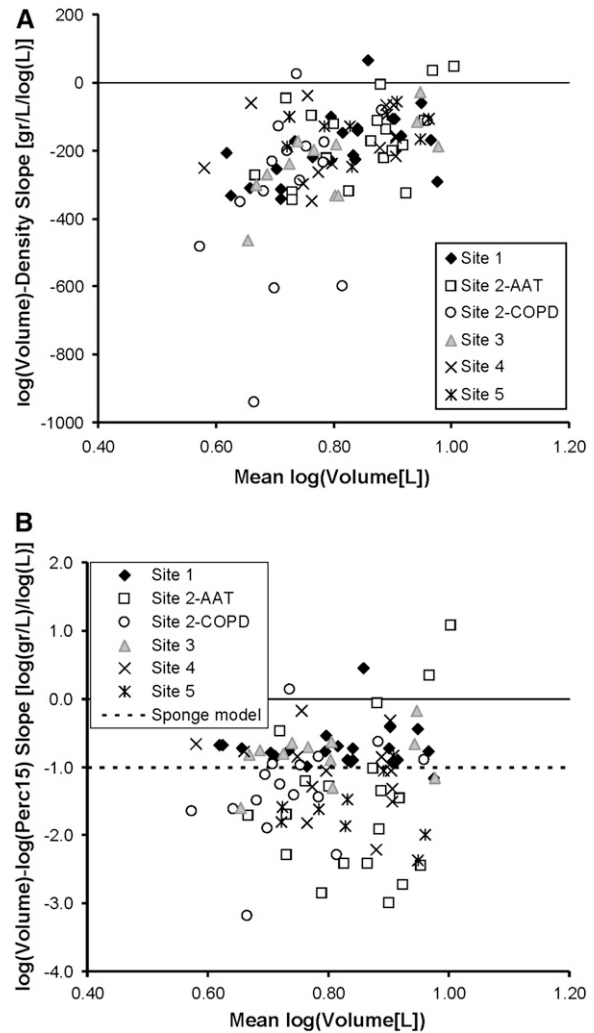 A
log(Volume)-Density Slope [gr/L/log(L)]
200
0
-200
-400
-600
-800
-1000
Site 1
Site 2-AAT
Site 2-COPD
Site 3
Site 4
Site 5
0.40 0.60 0.80 1.00 1.20
Mean log(Volume[L])
B
log(Volume)-log(Perc15) Slope [log(gr/L)/log(L)]
2.0
1.0
0.0
-1.0
-2.0
-3.0
-4.0
Site 1
Site 2-AAT
Site 2-COPD
Site 3
Site 4
Site 5
Sponge model
0.40 0.60 0.80 1.00 1.20
Mean log(Volume[L])